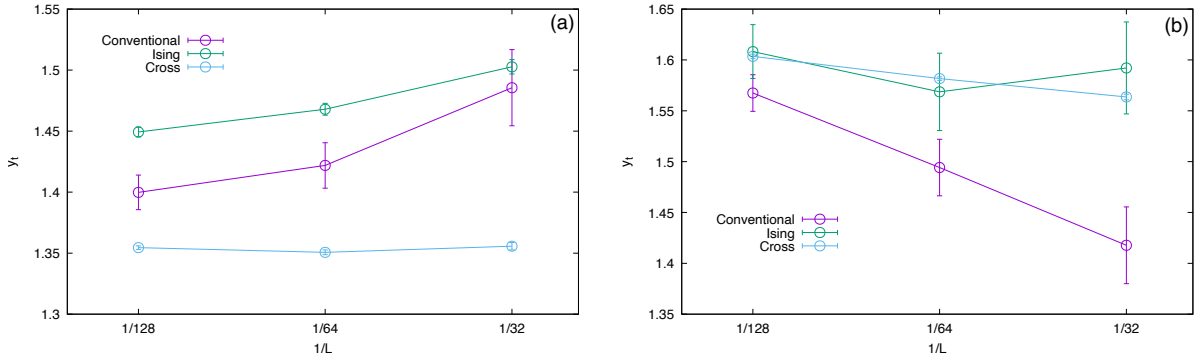 (a)
Conventional
Ising
Cross
1.55
1.5
1.45
1.4
1.35
1.3
y_t
1/128
1/64
1/32
1/L
(b)
1.65
1.6
1.55
1.5
1.45
1.4
1.35
y_t
Conventional
Ising
Cross
1/128
1/64
1/32
1/L